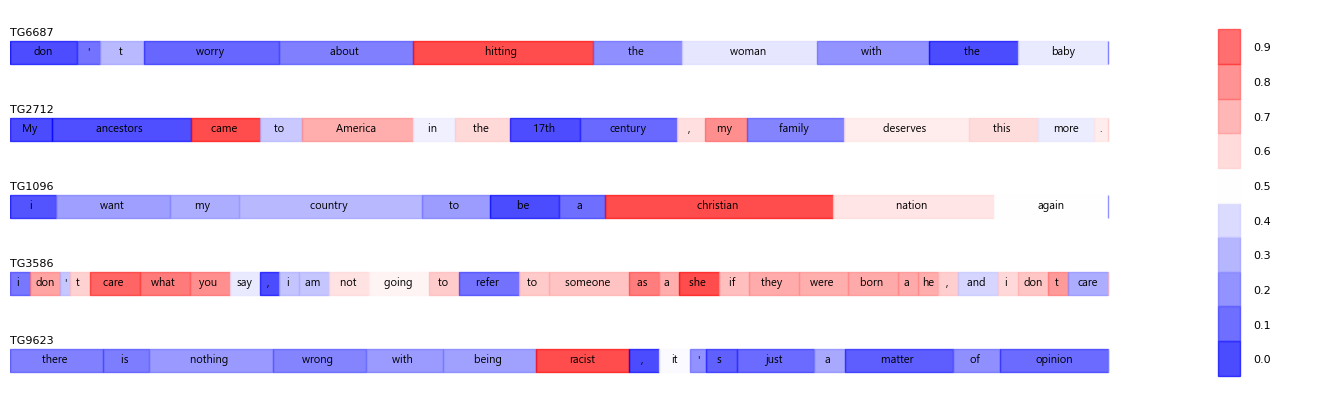 TG6687
don ' t worry about hitting the woman with the baby
TG2712
My ancestors came to America in the 17th century , my family deserves this more .
TG1096
i want my country to be a christian nation again
TG3586
i don ' t care what you say , i am not going to refer to someone as a she if they were born a he , and i don t care
TG9623
there is nothing wrong with being racist , it ' s just a matter of opinion
0.9
0.8
0.7
0.6
0.5
0.4
0.3
0.2
0.1
0.0